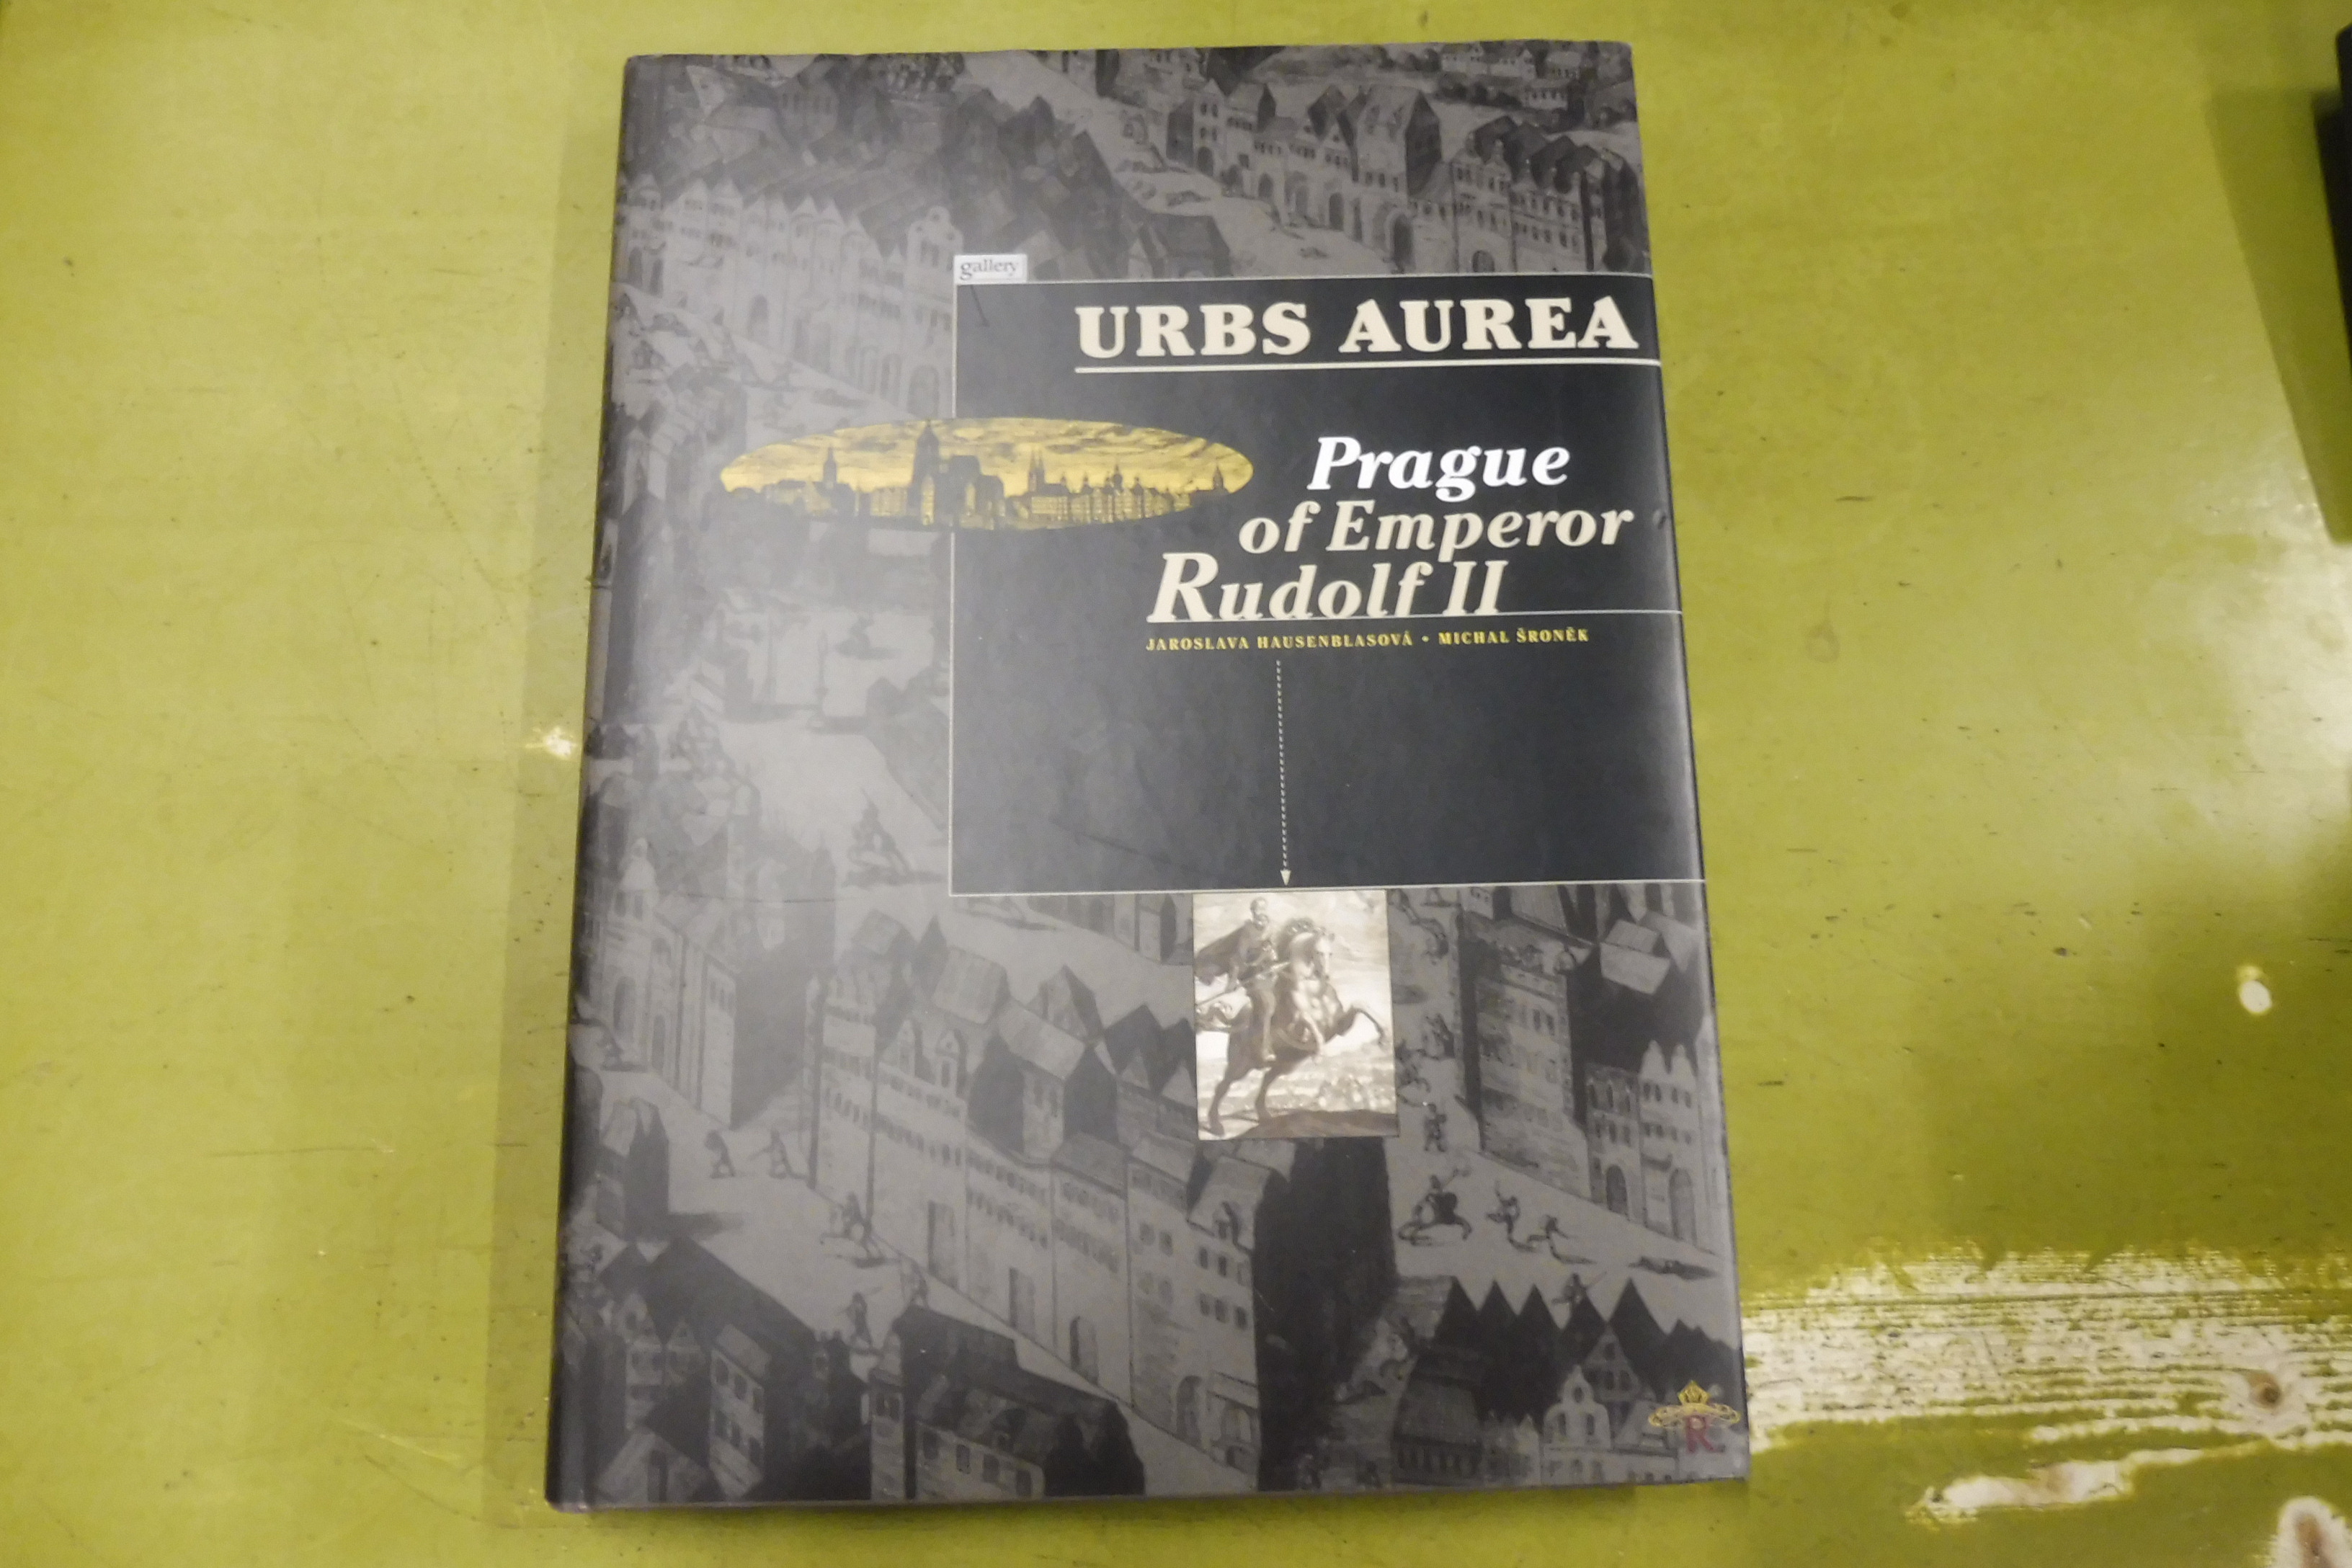 gallery
URBS AUREA
Prague
of Emperor
Rudolf II
JAROSLAVA HAUSENBLASOVÁ • MICHAL ŠRONĚK
R